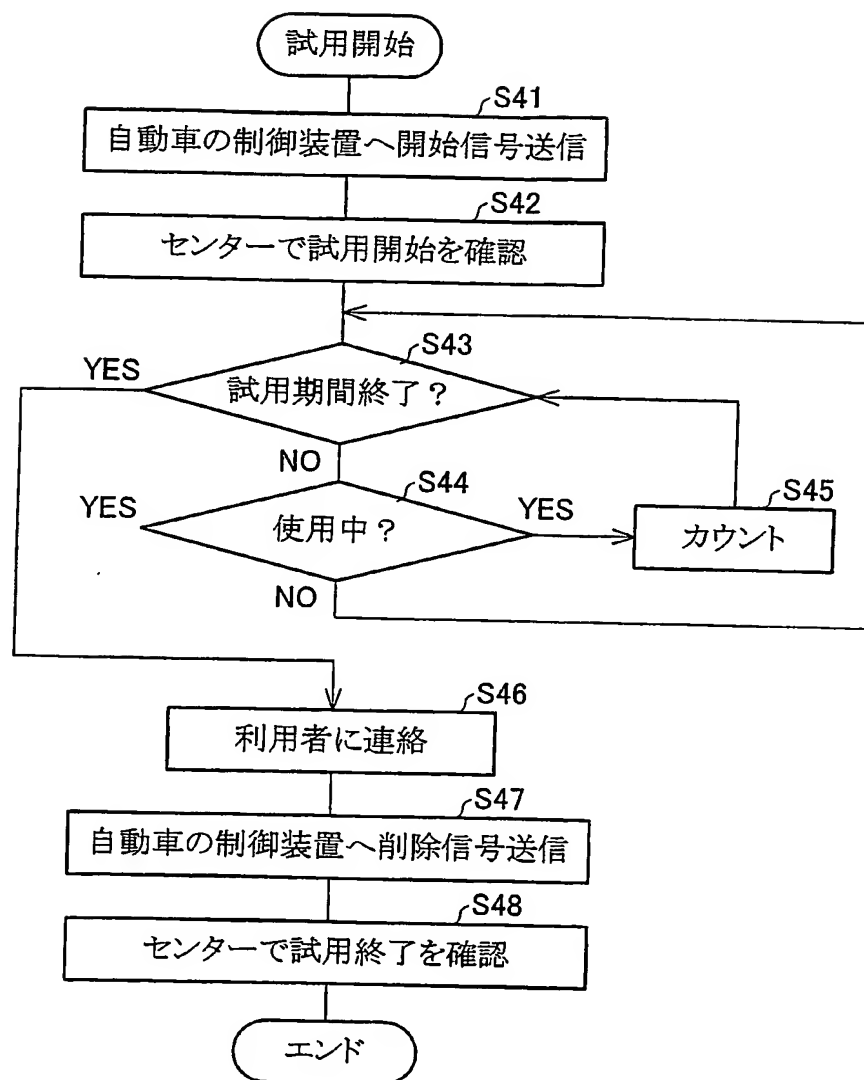 試用開始
S41
自動車の制御装置へ開始信号送信
S42
センターで試用開始を確認
S43
YES
試用期間終了?
NO
S44
YES
使用中?
YES
S45
カウント
NO
S46
利用者に連絡
S47
自動車の制御装置へ削除信号送信
S48
センターで試用終了を確認
エンド